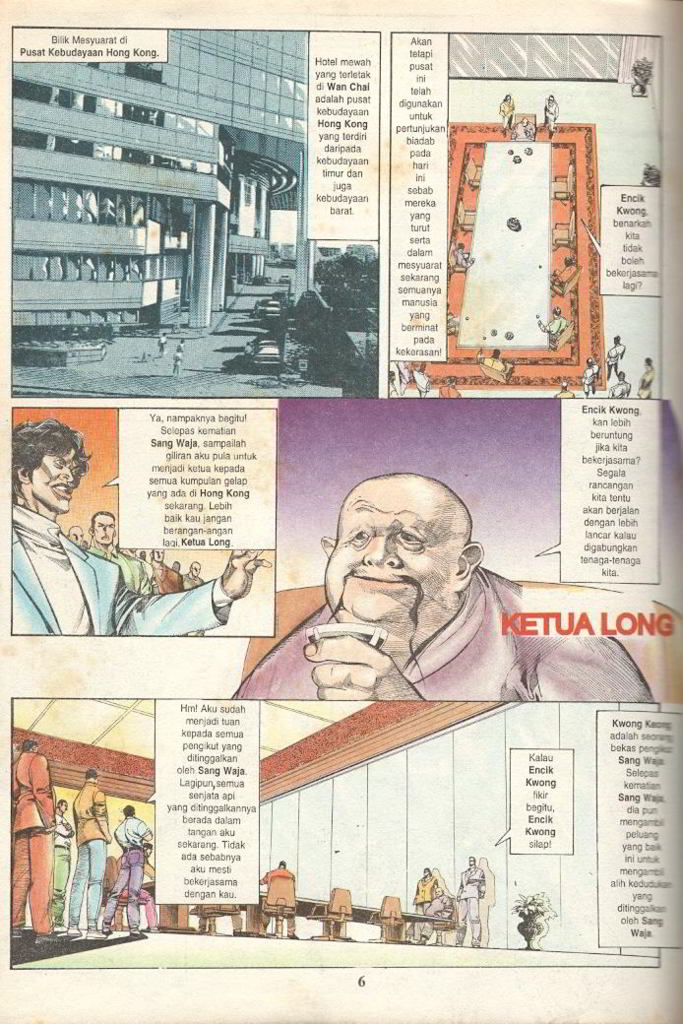 Bilik Mesyuarat di
Pusat Kebudayaan Hong Kong.
Hotel mewah
yang terletak
di Wan Chai
adalah pusat
kebudayaan
Hong Kong
yang terdiri
daripada
kebudayaan
timur dan
juga
kebudayaan
barat.
Akan
tetapi
pusat
ini
telah
digunakan
untuk
pertunjukan
biadab
pada
hari
ini
sebab
mereka
yang
turut
serta
dalam
mesyuarat
sekarang
semuanya
manusia
yang
berminat
pada
kekerasan!
Encik
Kwong,
benarkah
kita
tidak
boleh
bekerjasama
lagi?
Ya, nampaknya begitu!
Selepas kematian
Sang Waja, sampailah
giliran aku pula untuk
menjadi ketua kepada
semua kumpulan gelap
yang ada di Hong Kong
sekarang. Lebih
baik kau jangan
berangan-angan
lagi, Ketua Long.
Encik Kwong,
kan lebih
beruntung
jika kita
bekerjasama?
Segala
rancangan
kita tentu
akan berjalan
dengan lebih
lancar kalau
digabungkan
tenaga-tenaga
kita.
KETUA LONG
Hm! Aku sudah
menjadi tuan
kepada semua
pengikut yang
ditinggalkan
oleh Sang Waja.
Lagipun, semua
senjata api
yang ditinggalkannya
berada dalam
tangan aku
sekarang. Tidak
ada sebabnya
aku mesti
bekerjasama
dengan kau.
Kalau
Encik
Kwong
fikir
begitu,
Encik
Kwong
silap!
Kwong Keong
adalah seorang
bekas pengikut
Sang Waja.
Selepas
kematian
Sang Waja,
dia pun
mengambil
peluang
yang baik
ini untuk
mengambil
alih kedudukan
yang
ditinggalkan
oleh Sang
Waja.
6